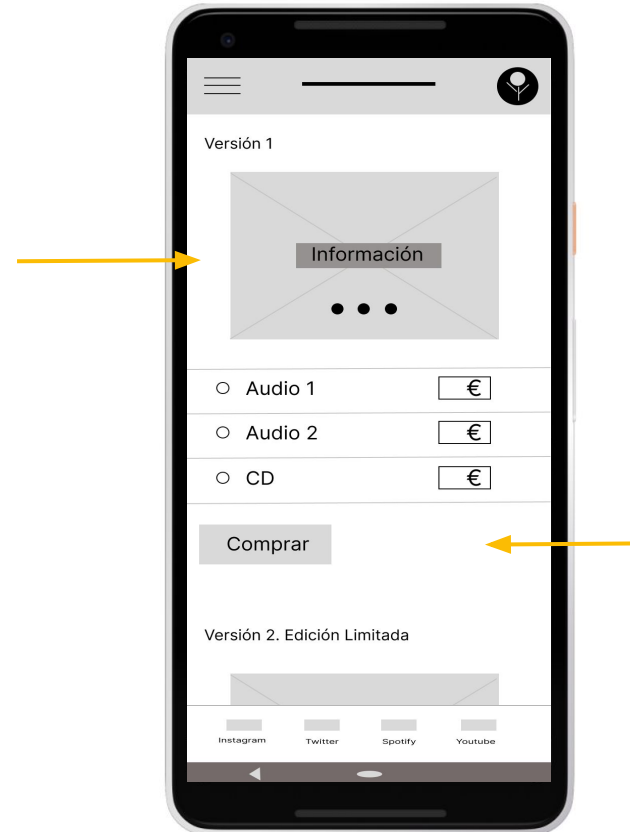 Versión 1
Información
Audio 1 €
Audio 2 €
CD €
Comprar
Versión 2. Edición Limitada
Instagram Twitter Spotify Youtube